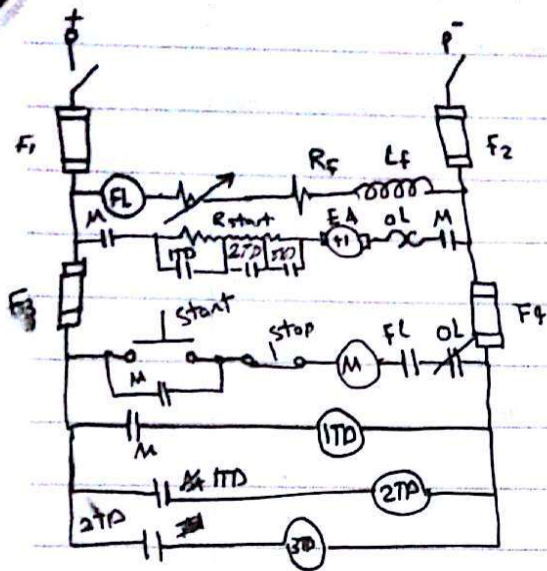 + -
F1 F2
FL RF Lf
M Rstart EA OL M
1TD 2TD 3TD +1
F3 F4
Start stop FL OL
M M
M 1TD
1TD 2TD
2TD 3TD